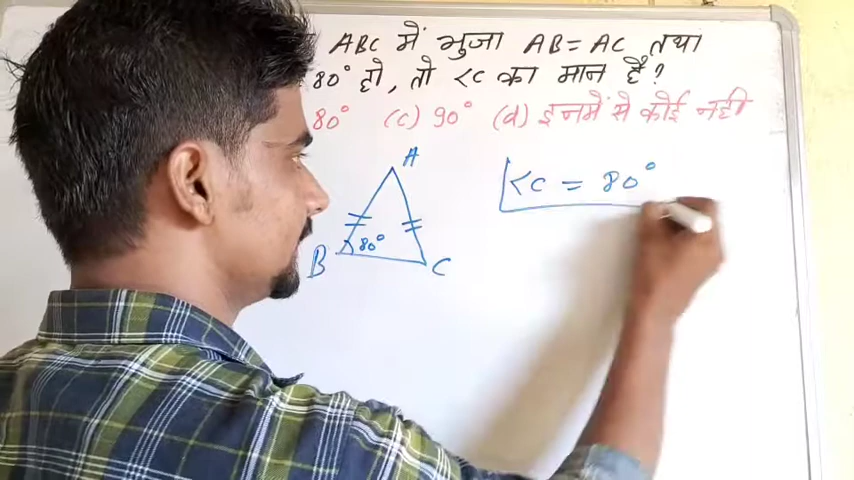 ABC में भुजा AB = AC तथा
80° हो, तो <C का मान है?
80° (c) 90° (d) इनमें से कोई नही
A
<C = 80°
80°
B C